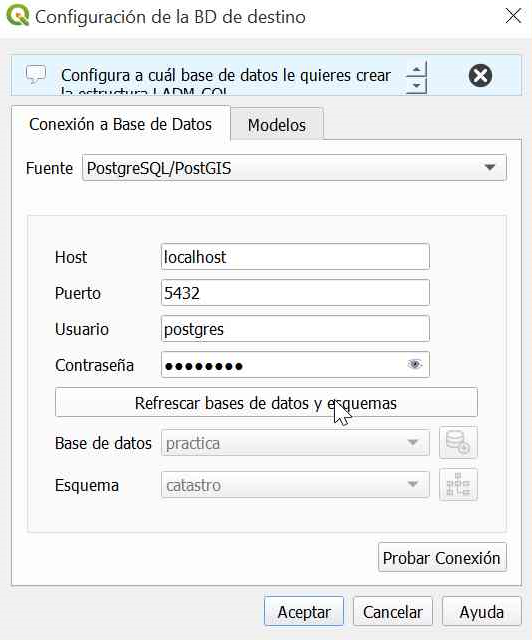 Configuración de la BD de destino
Configura a cuál base de datos le quieres crear
la estructura LADM-COL
Conexión a Base de Datos
Modelos
Fuente
PostgreSQL/PostGIS
Host
localhost
Puerto
5432
Usuario
postgres
Contraseña
●●●●●●●●
Refrescar bases de datos y esquemas
Base de datos
practica
Esquema
catastro
Probar Conexión
Aceptar
Cancelar
Ayuda